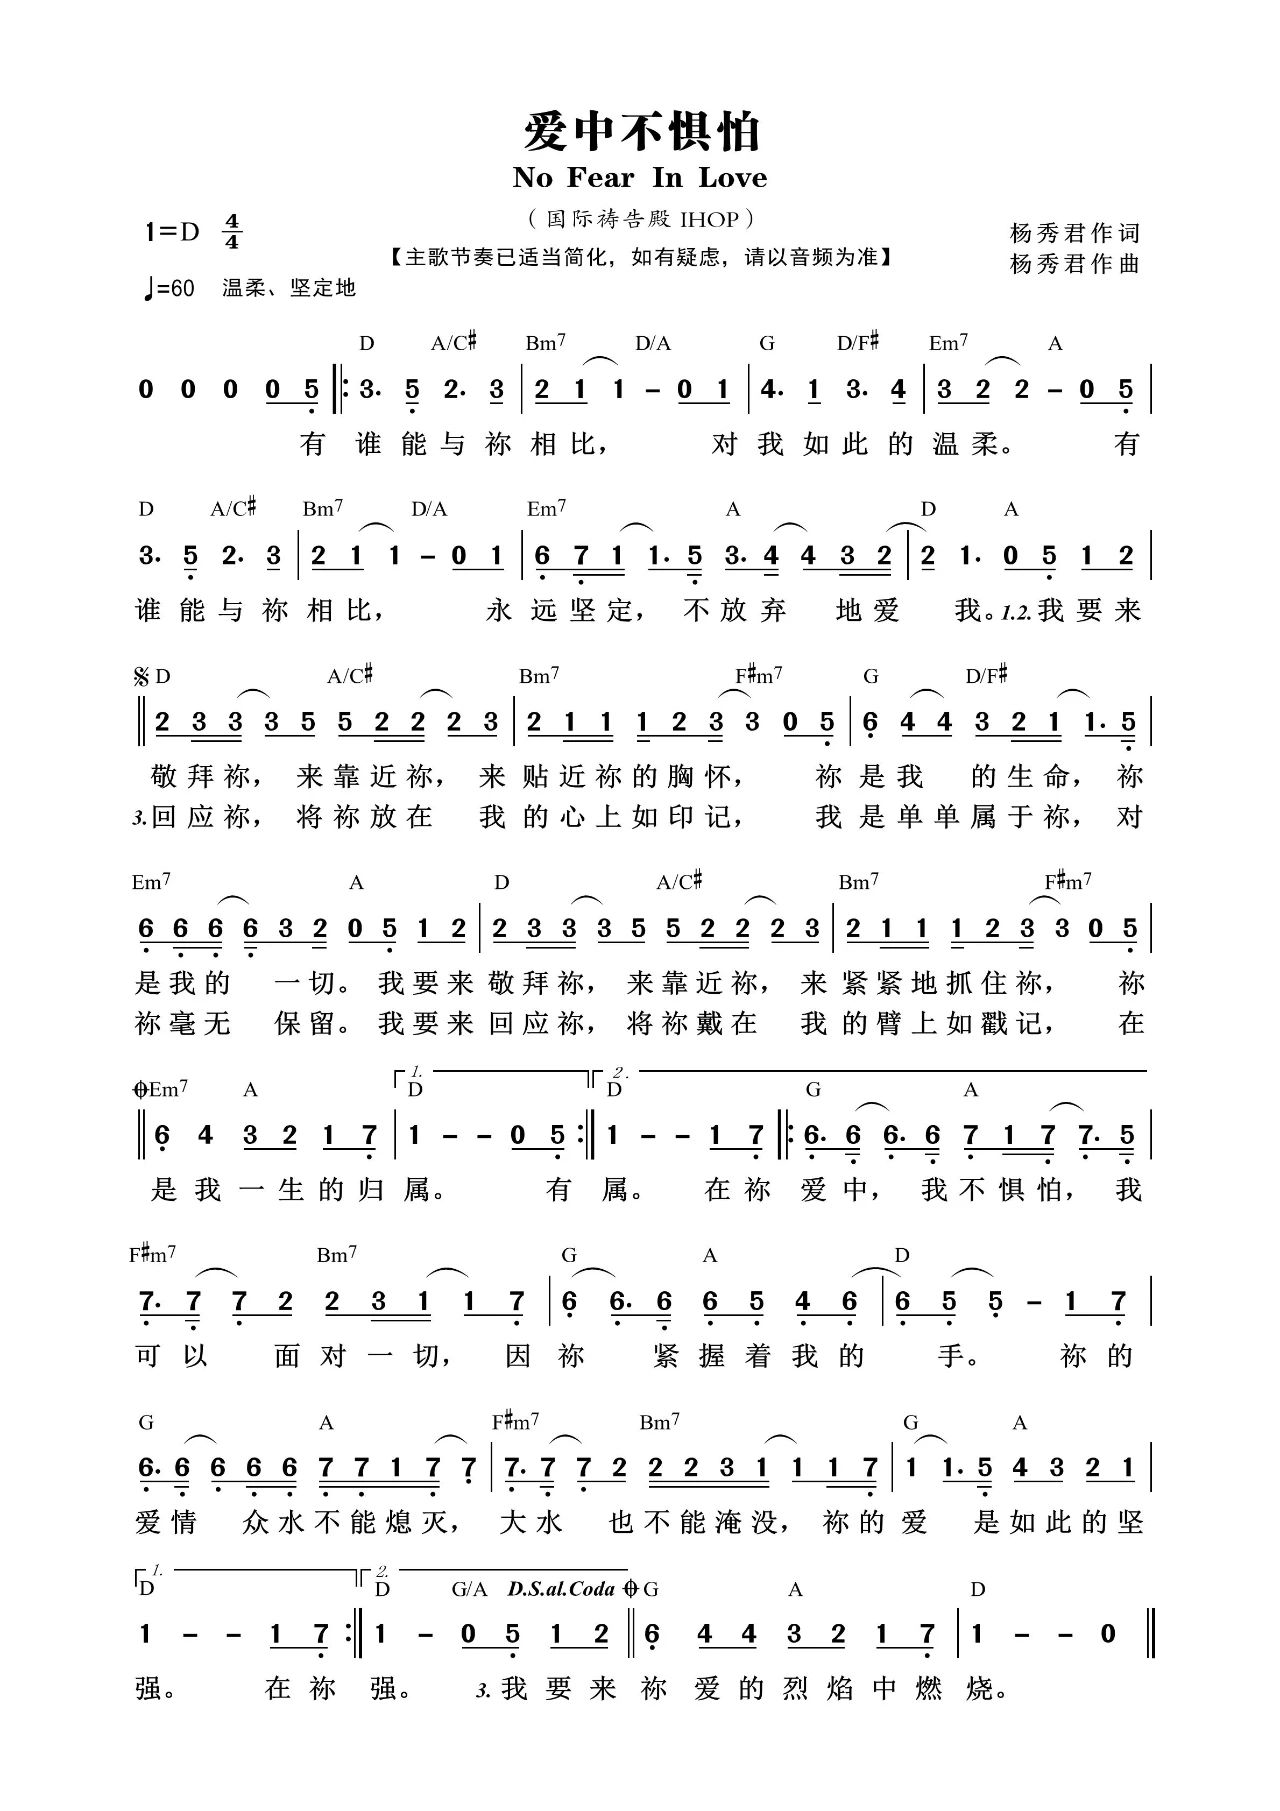 爱中不惧怕
No Fear In Love
（国际祷告殿 IHOP）
1=D 4/4
【主歌节奏已适当简化，如有疑虑，请以音频为准】
杨秀君作词
杨秀君作曲
♩=60 温柔、坚定地
D A/C# Bm7 D/A G D/F# Em7 A
0 0 0 0 5 3. 5 2. 3 2 1 1 - 0 1 4. 1 3. 4 3 2 2 - 0 5
有 谁能与祢相比， 对我如此的温柔。 有
D A/C# Bm7 D/A Em7 A D A
3. 5 2. 3 2 1 1 - 0 1 6 7 1 1. 5 3. 4 4 3 2 2 1. 0 5 1 2
谁能与祢相比， 永远坚定，不放弃 地爱 我。1.2.我要来
D A/C# Bm7 F#m7 G D/F#
2 3 3 3 5 5 2 2 2 3 2 1 1 1 2 3 3 0 5 6 4 4 3 2 1 1. 5
敬拜祢，来靠近祢，来贴近祢的胸怀， 祢是我 的生命，祢
3.回应祢，将祢放在 我的心上如印记， 我是单单属于祢，对
Em7 A D A/C# Bm7 F#m7
6 6 6 6 3 2 0 5 1 2 2 3 3 3 5 5 2 2 2 3 2 1 1 1 2 3 3 0 5
是我的 一切。我要来敬拜祢，来靠近祢，来紧紧地抓住祢， 祢
祢毫无 保留。我要来回应祢，将祢戴在 我的臂上如戳记， 在
Em7 A 1. D 2. D G A
6 4 3 2 1 7 1 - - 0 5 1 - - 1 7 6. 6 6. 6 7 1 7 7. 5
是我一生的归属。 有属。 在祢爱中，我不惧怕，我
F#m7 Bm7 G A D
7. 7 7 2 2 3 1 1 7 6 6. 6 6 5 4 6 6 5 5 - 1 7
可以 面对一切， 因祢 紧握着我的 手。 祢的
G A F#m7 Bm7 G A
6. 6 6 6 6 7 7 1 7 7 7. 7 7 2 2 2 3 1 1 1 7 1 1. 5 4 3 2 1
爱情 众水不能熄灭，大水 也不能淹没，祢的爱 是如此的坚
1. D 2. D G/A D.S.al.Coda G A D
1 - - 1 7 1 - 0 5 1 2 6 4 4 3 2 1 7 1 - - 0
强。 在祢强。 3.我要来祢爱的烈焰中燃烧。